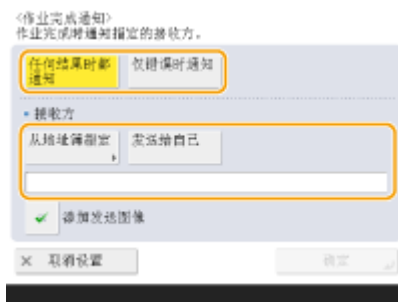 <作业完成通知>
作业完成时通知指定的接收方。
任何结果时都通知
仅错误时通知
接收方
从地址簿指定
发送给自己
添加发送图像
× 取消设置
确定